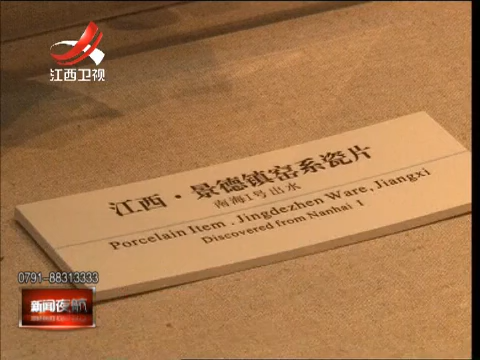 江西卫视
江西·景德镇窑系瓷片
南海1号出水
Porcelain Item . Jingdezhen Ware, Jiangxi
Discovered from Nanhai 1
0791-88313333
新闻夜航